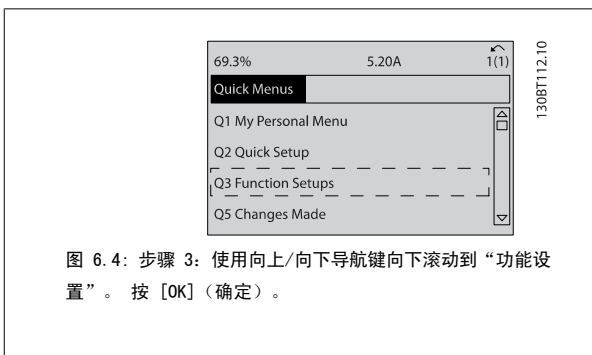 69.3% 5.20A 1(1)
Quick Menus
Q1 My Personal Menu
Q2 Quick Setup
Q3 Function Setups
Q5 Changes Made
130BT112.10
图 6.4: 步骤 3：使用向上/向下导航键向下滚动到“功能设
置”。 按 [OK]（确定）。